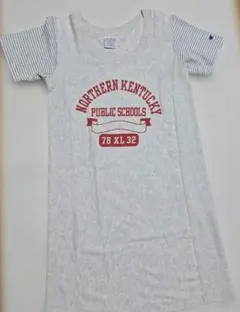 NORTHERN KENTUCKY
PUBLIC SCHOOLS
78 XL 32